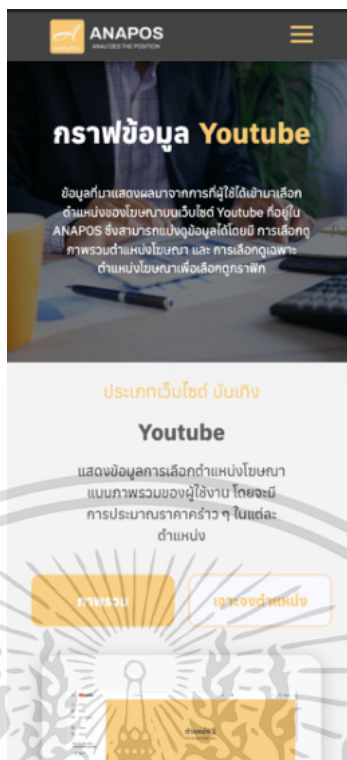 ANAPOS
ANALYZES THE POSITION
กราฟข้อมูล Youtube
ข้อมูลที่มาแสดงผลมาจากการที่ผู้ใช้ได้เข้ามาเลือก
ตำแหน่งของโฆษณาบนเว็บไซต์ Youtube ที่อยู่ใน
ANAPOS ซึ่งสามารถแบ่งดูข้อมูลได้โดยมี การเลือกดู
ภาพรวมตำแหน่งโฆษณา และ การเลือกดูเฉพาะ
ตำแหน่งโฆษณาเพื่อเลือกดูกราฟิก
ประเภทเว็บไซต์ บันเทิง
Youtube
แสดงข้อมูลการเลือกตำแหน่งโฆษณา
แบบภาพรวมของผู้ใช้งาน โดยจะมี
การประมาณราคาคร่าว ๆ ในแต่ละ
ตำแหน่ง
ภาพรวม
เจาะจงตำแหน่ง
ตำแหน่ง 1